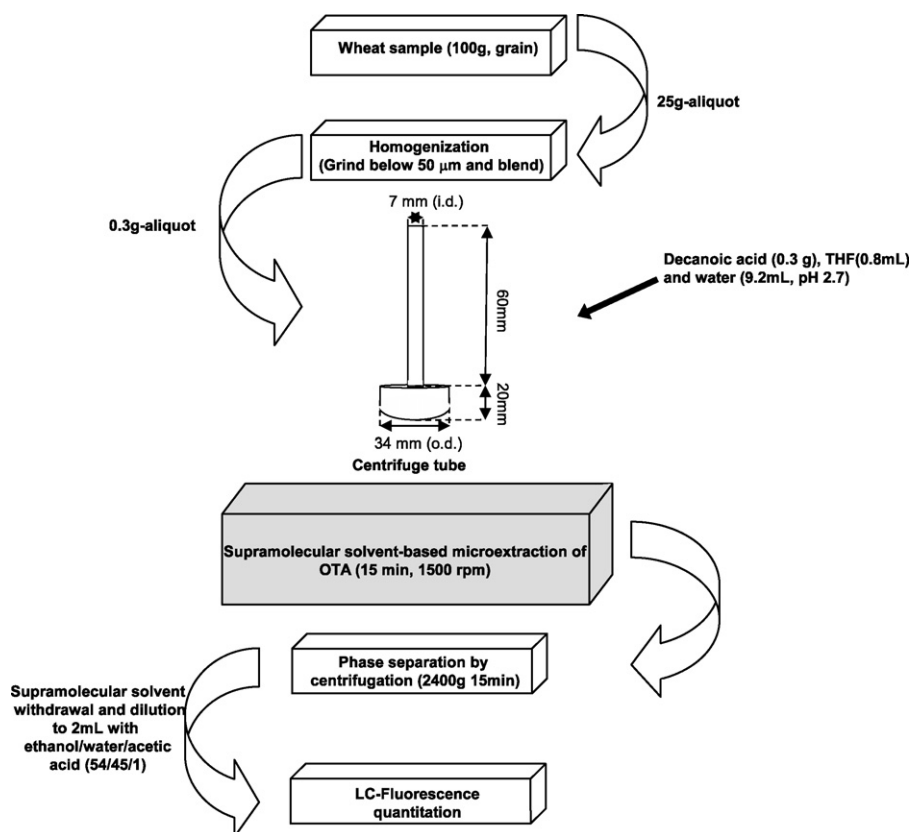 Wheat sample (100g, grain)
25g-aliquot
Homogenization
(Grind below 50 μm and blend)
7 mm (i.d.)
0.3g-aliquot
Decanoic acid (0.3 g), THF(0.8mL)
and water (9.2mL, pH 2.7)
60mm
20mm
34 mm (o.d.)
Centrifuge tube
Supramolecular solvent-based microextraction of
OTA (15 min, 1500 rpm)
Phase separation by
centrifugation (2400g 15min)
Supramolecular solvent
withdrawal and dilution
to 2mL with
ethanol/water/acetic
acid (54/45/1)
LC-Fluorescence
quantitation